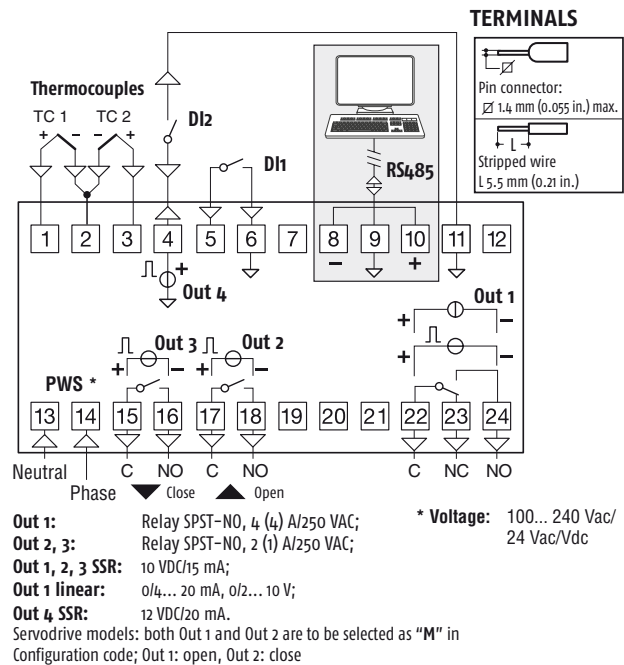 TERMINALS
Pin connector:
⌀ 1.4 mm (0.055 in.) max.
L
Stripped wire
L 5.5 mm (0.21 in.)
Thermocouples
TC 1 TC 2
+ − − +
DI2
DI1
RS485
1 2 3 4 5 6 7 8 9 10 11 12
− +
+
Out 4
Out 1
+ −
+ −
Out 3 Out 2
+ − + −
PWS *
13 14 15 16 17 18 19 20 21 22 23 24
Neutral C NO C NO C NC NO
Phase ▼ Close ▲ Open
Out 1: Relay SPST-NO, 4 (4) A/250 VAC;
Out 2, 3: Relay SPST-NO, 2 (1) A/250 VAC;
Out 1, 2, 3 SSR: 10 VDC/15 mA;
Out 1 linear: 0/4... 20 mA, 0/2... 10 V;
Out 4 SSR: 12 VDC/20 mA.
* Voltage: 100... 240 Vac/
24 Vac/Vdc
Servodrive models: both Out 1 and Out 2 are to be selected as "M" in
Configuration code; Out 1: open, Out 2: close